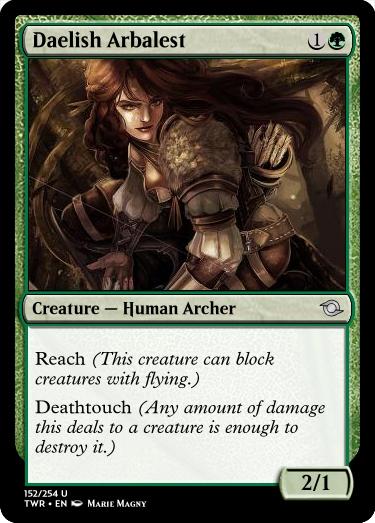 Daelish Arbalest 1
Creature — Human Archer
Reach (This creature can block
creatures with flying.)
Deathtouch (Any amount of damage
this deals to a creature is enough to
destroy it.)
2/1
152/254 U
TWR • EN Marie Magny